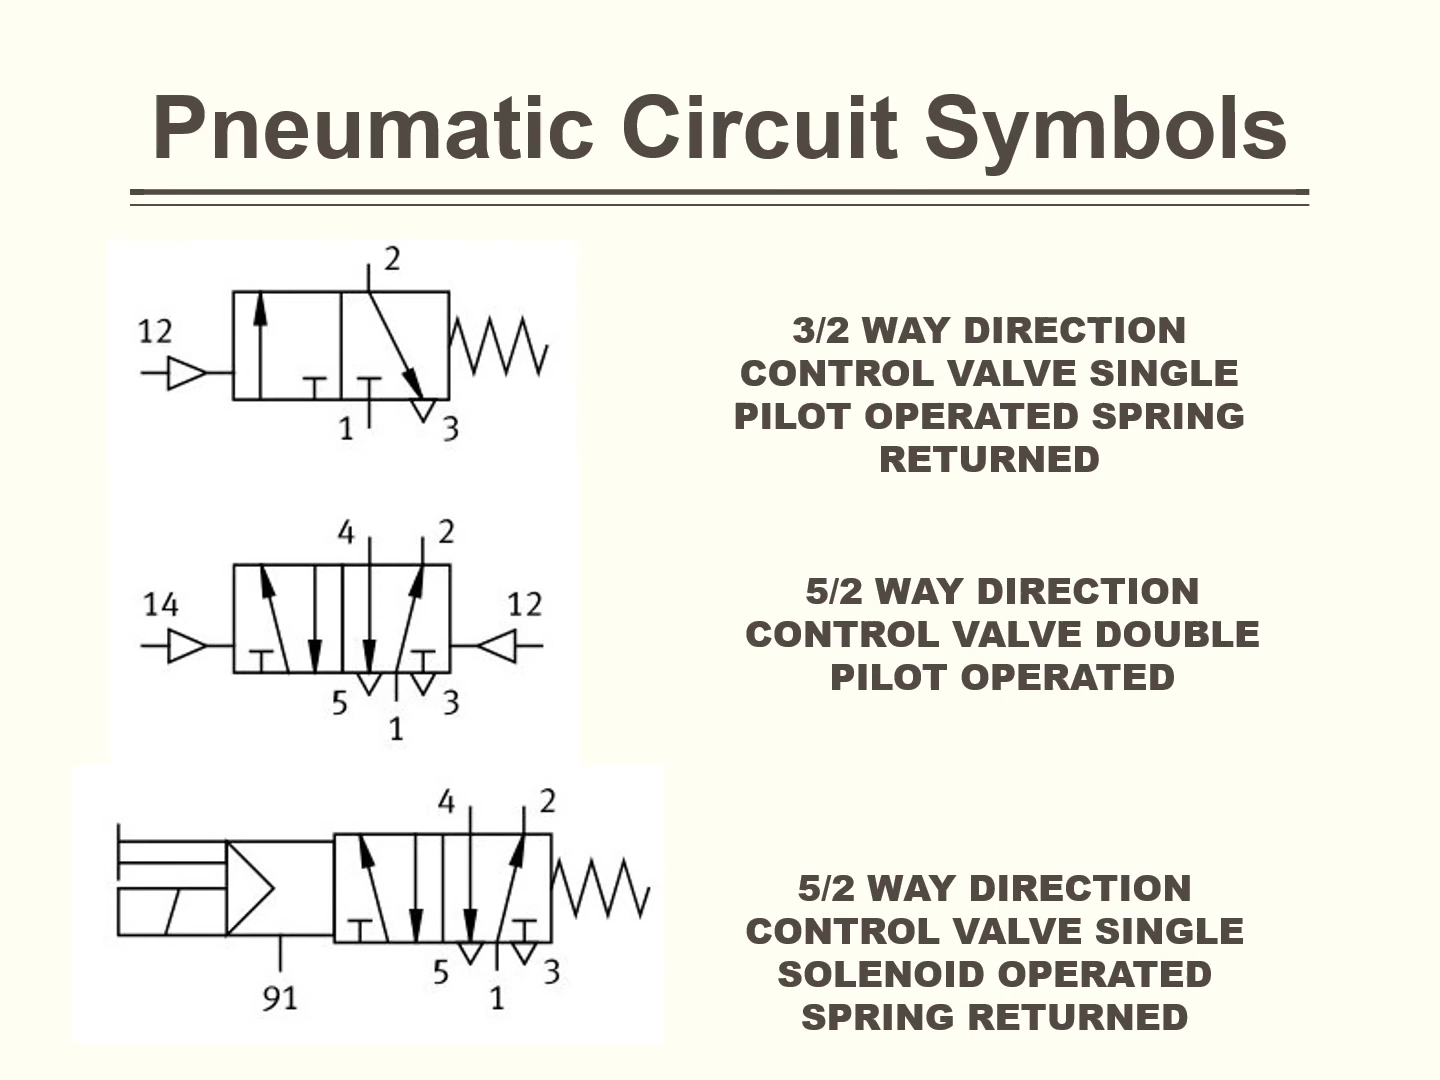 Pneumatic Circuit Symbols
2
12
1
3
3/2 WAY DIRECTION
CONTROL VALVE SINGLE
PILOT OPERATED SPRING
RETURNED
4 2
14 12
5 3
1
5/2 WAY DIRECTION
CONTROL VALVE DOUBLE
PILOT OPERATED
4 2
5 3
91 1
5/2 WAY DIRECTION
CONTROL VALVE SINGLE
SOLENOID OPERATED
SPRING RETURNED